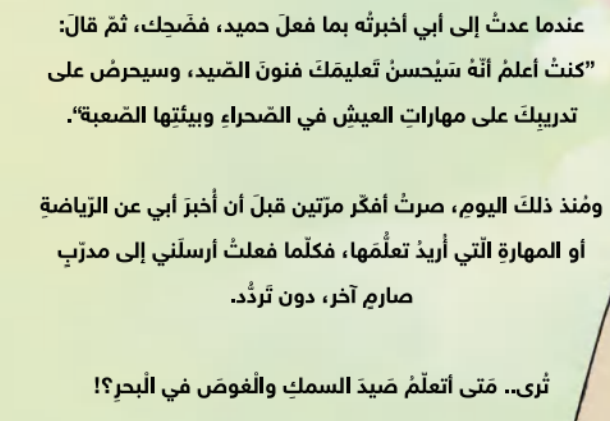 عندما عدتُ إلى أبي أخبرتُه بما فعلَ حميد، فضَحِك، ثمّ قالَ:
”كنتُ أعلمُ أنّهُ سَيُحسنُ تَعليمَكَ فنونَ الصّيد، وسيحرصُ على
تدريبِكَ على مهاراتِ العيشِ في الصّحراءِ وبيئتِها الصّعبة“.
ومُنذ ذلكَ اليومِ، صرتُ أفكّر مرّتين قبلَ أن أُخبرَ أبي عن الرّياضةِ
أو المهارةِ الّتي أُريدُ تعلُّمَها، فكلّما فعلتُ أرسلَني إلى مدرّبٍ
صارمٍ آخر، دون تَردُّد.
تُرى.. مَتى أتعلّمُ صَيدَ السمكِ والْغوصَ في الْبحرِ؟!